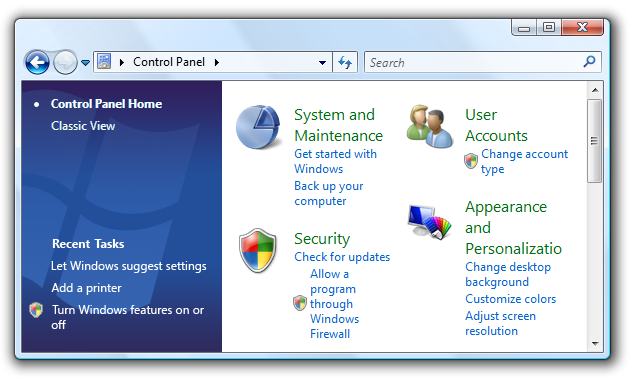 Control Panel
Search
Control Panel Home
Classic View
Recent Tasks
Let Windows suggest settings
Add a printer
Turn Windows features on or
off
System and
Maintenance
Get started with
Windows
Back up your
computer
Security
Check for updates
Allow a
program
through
Windows
Firewall
User
Accounts
Change account
type
Appearance
and
Personalizatio
Change desktop
background
Customize colors
Adjust screen
resolution